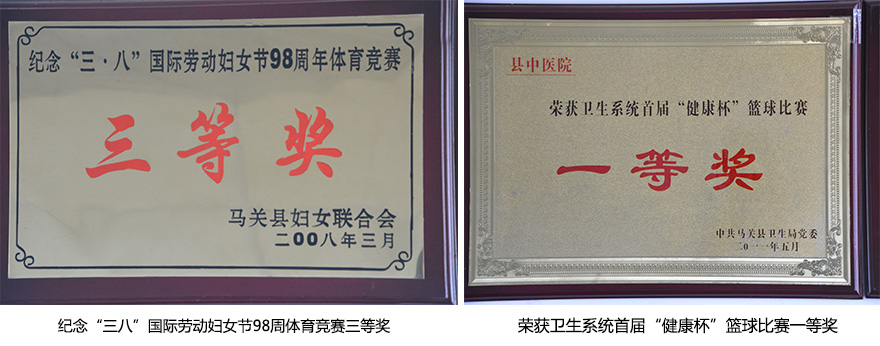 纪念“三·八”国际劳动妇女节98周年体育竞赛
三等奖
马关县妇女联合会
二00八年三月
纪念“三八”国际劳动妇女节98周体育竞赛三等奖
县中医院
荣获卫生系统首届“健康杯”篮球比赛
一等奖
中共马关县卫生局党委
二0一一年五月
荣获卫生系统首届“健康杯”篮球比赛一等奖